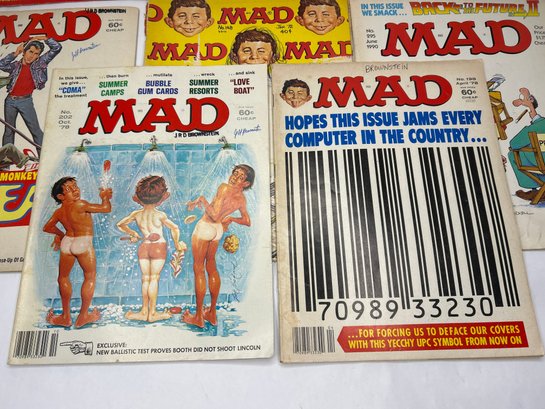 MAD
60¢
CHEAP
MAD
No. 148
Jan. '72
40¢
IN THIS ISSUE
WE SMACK...
BACK TO THE FUTURE II
No. 295
June
1990
MAD
MONKEY
In this issue,
we give...
"COMA"
the treatment
... then burn
SUMMER
CAMPS
... mutilate
BUBBLE
GUM CARDS
... wreck
SUMMER
RESORTS
... and sink
"LOVE
BOAT"
No. 202
Oct. '78
MAD
60¢
CHEAP
J R D BROWNSTEIN
EXCLUSIVE:
NEW BALLISTIC TEST PROVES BOOTH DID NOT SHOOT LINCOLN
BROWNSTEIN
MAD
No. 198
April '78
60¢
CHEAP
HOPES THIS ISSUE JAMS EVERY
COMPUTER IN THE COUNTRY...
70989 33230
...FOR FORCING US TO DEFACE OUR COVERS
WITH THIS YECCHY UPC SYMBOL FROM NOW ON